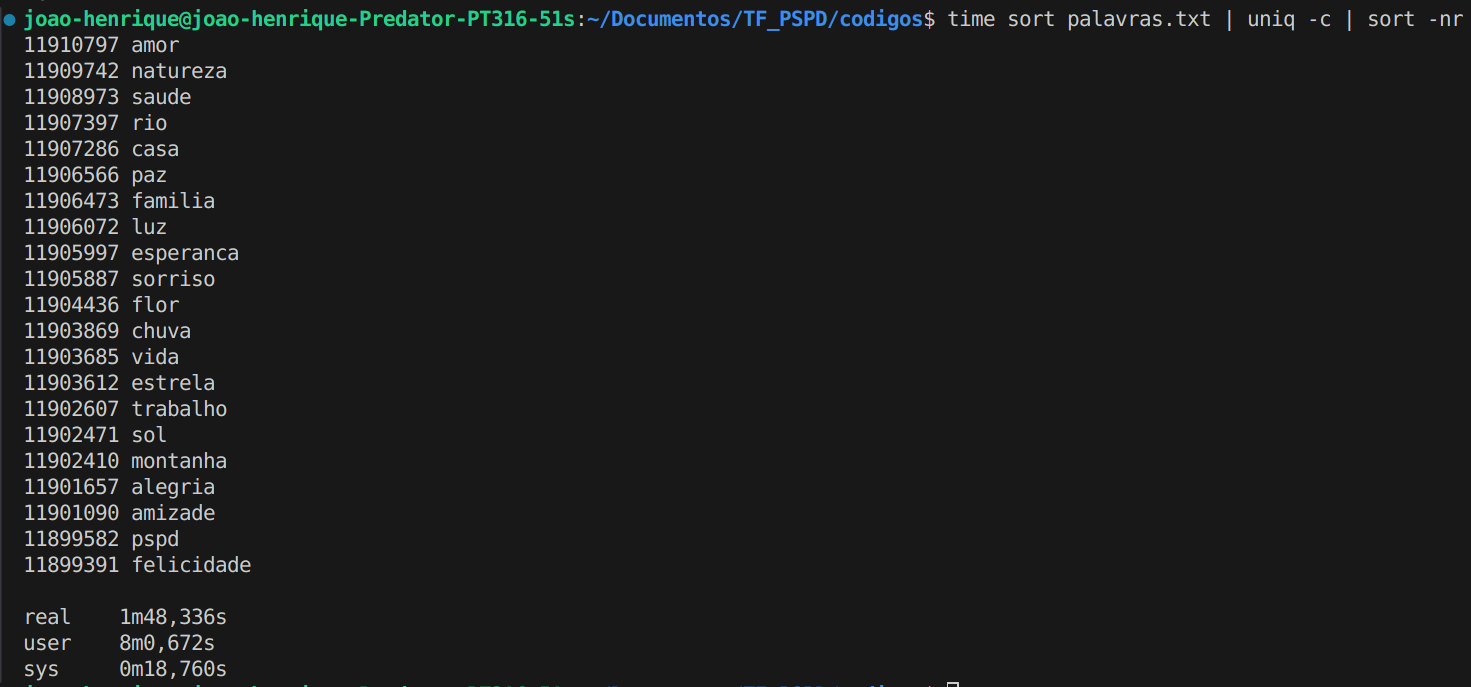 joao-henrique@joao-henrique-Predator-PT316-51s:~/Documentos/TF_PSPD/codigos$ time sort palavras.txt | uniq -c | sort -nr
11910797 amor
11909742 natureza
11908973 saude
11907397 rio
11907286 casa
11906566 paz
11906473 familia
11906072 luz
11905997 esperanca
11905887 sorriso
11904436 flor
11903869 chuva
11903685 vida
11903612 estrela
11902607 trabalho
11902471 sol
11902410 montanha
11901657 alegria
11901090 amizade
11899582 pspd
11899391 felicidade
real 1m48,336s
user 8m0,672s
sys 0m18,760s